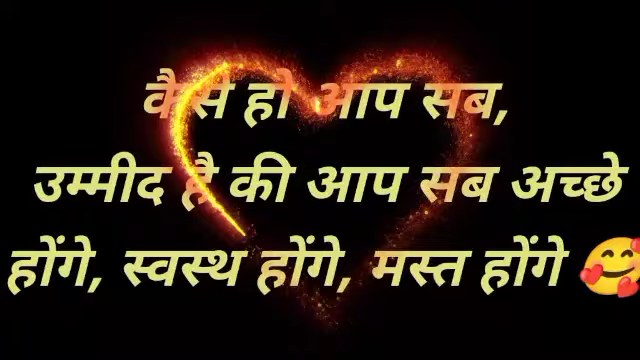 कैसे हो आप सब,
उम्मीद है की आप सब अच्छे
होंगे, स्वस्थ होंगे, मस्त होंगे 🥰